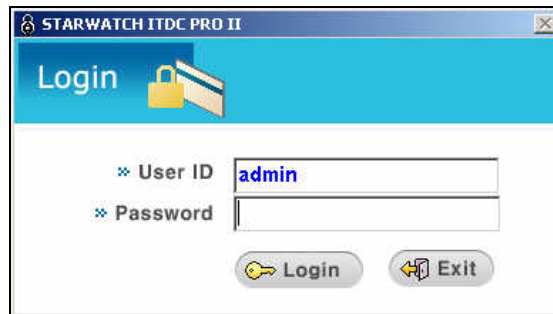 STARWATCH ITDC PRO II
Login
User ID admin
Password
Login Exit